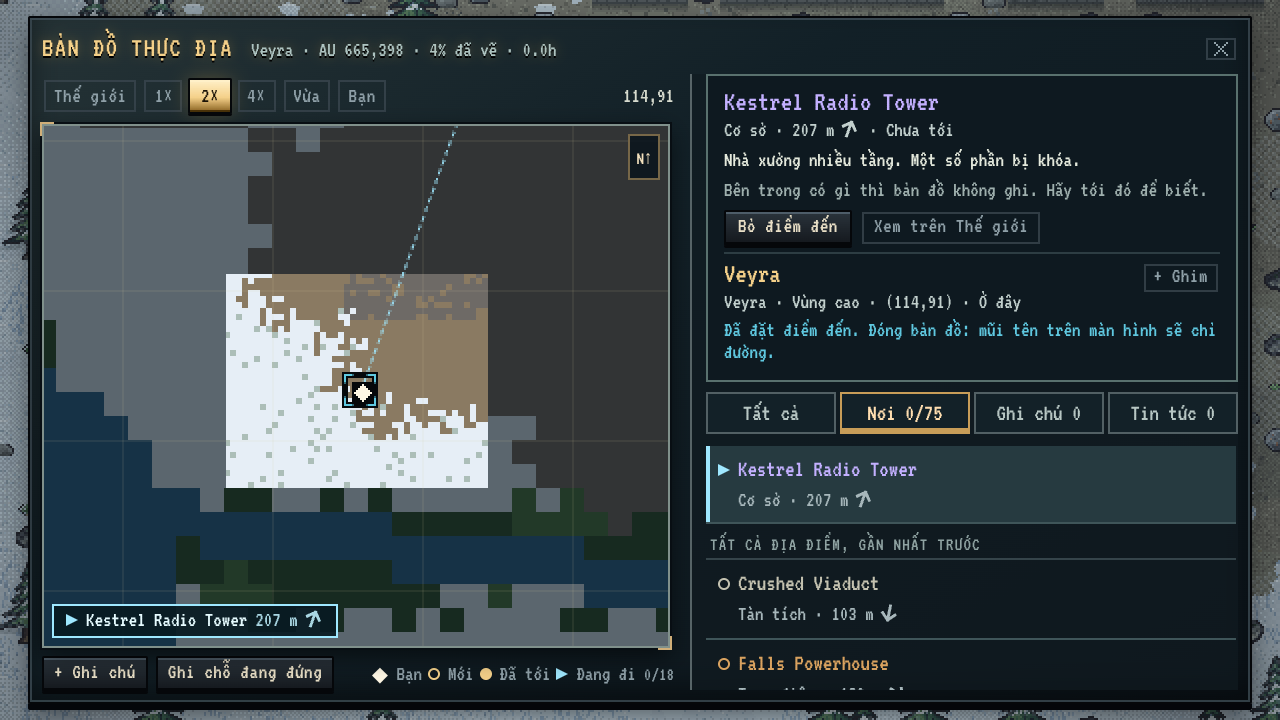 BẢN ĐỒ THỰC ĐỊA Veyra · AU 665,398 · 4% đã vẽ · 0.0h
Thế giới 1X 2X 4X Vừa Bạn 114,91
N↑
Kestrel Radio Tower 207 m
+ Ghi chú Ghi chỗ đang đứng Bạn Mới Đã tới Đang đi 0/18
Kestrel Radio Tower
Cơ sở · 207 m · Chưa tới
Nhà xưởng nhiều tầng. Một số phần bị khóa.
Bên trong có gì thì bản đồ không ghi. Hãy tới đó để biết.
Bỏ điểm đến Xem trên Thế giới
Veyra + Ghim
Veyra · Vùng cao · (114,91) · Ở đây
Đã đặt điểm đến. Đóng bản đồ: mũi tên trên màn hình sẽ chỉ
đường.
Tất cả Nơi 0/75 Ghi chú 0 Tin tức 0
Kestrel Radio Tower
Cơ sở · 207 m
TẤT CẢ ĐỊA ĐIỂM, GẦN NHẤT TRƯỚC
Crushed Viaduct
Tàn tích · 103 m
Falls Powerhouse